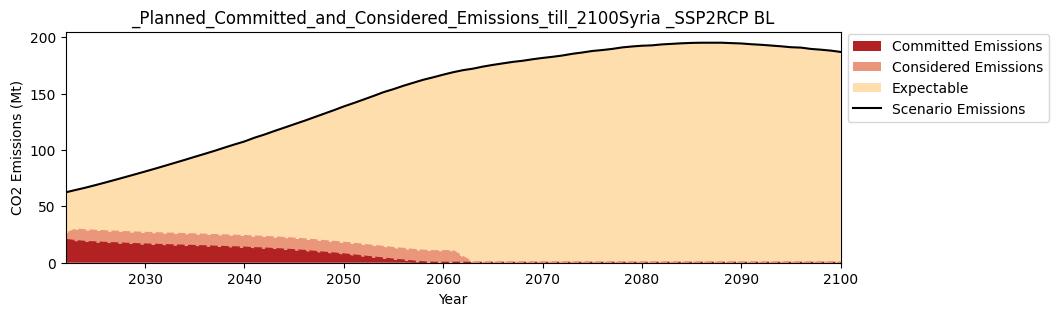 _Planned_Committed_and_Considered_Emissions_till_2100Syria _SSP2RCP BL
200
150
100
50
0
CO2 Emissions (Mt)
2030 2040 2050 2060 2070 2080 2090 2100
Year
Committed Emissions
Considered Emissions
Expectable
Scenario Emissions